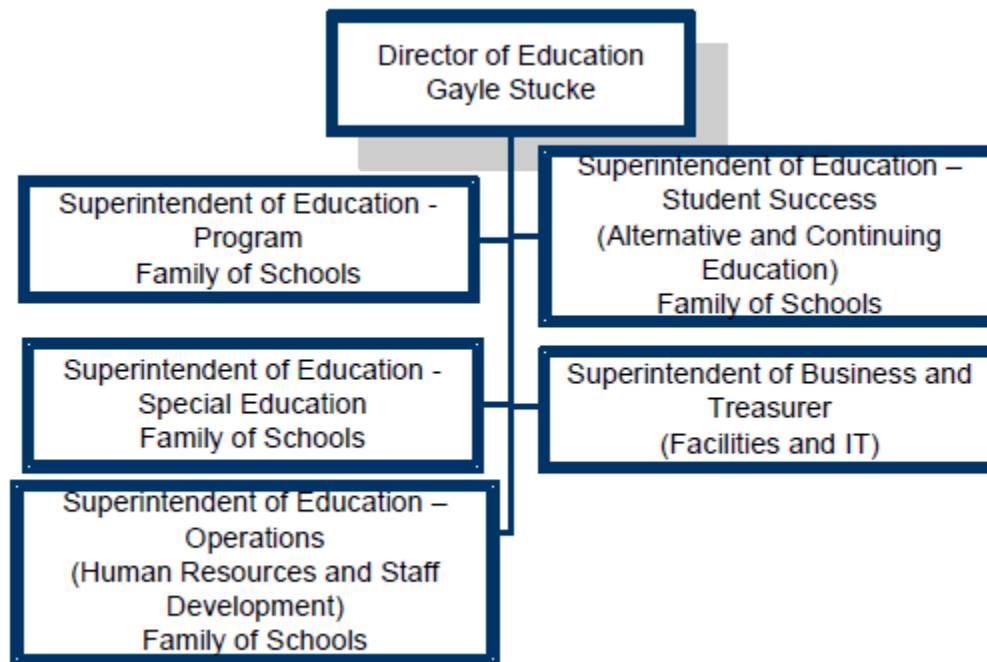 Director of Education
Gayle Stucke
Superintendent of Education -
Program
Family of Schools
Superintendent of Education –
Student Success
(Alternative and Continuing
Education)
Family of Schools
Superintendent of Education -
Special Education
Family of Schools
Superintendent of Business and
Treasurer
(Facilities and IT)
Superintendent of Education –
Operations
(Human Resources and Staff
Development)
Family of Schools